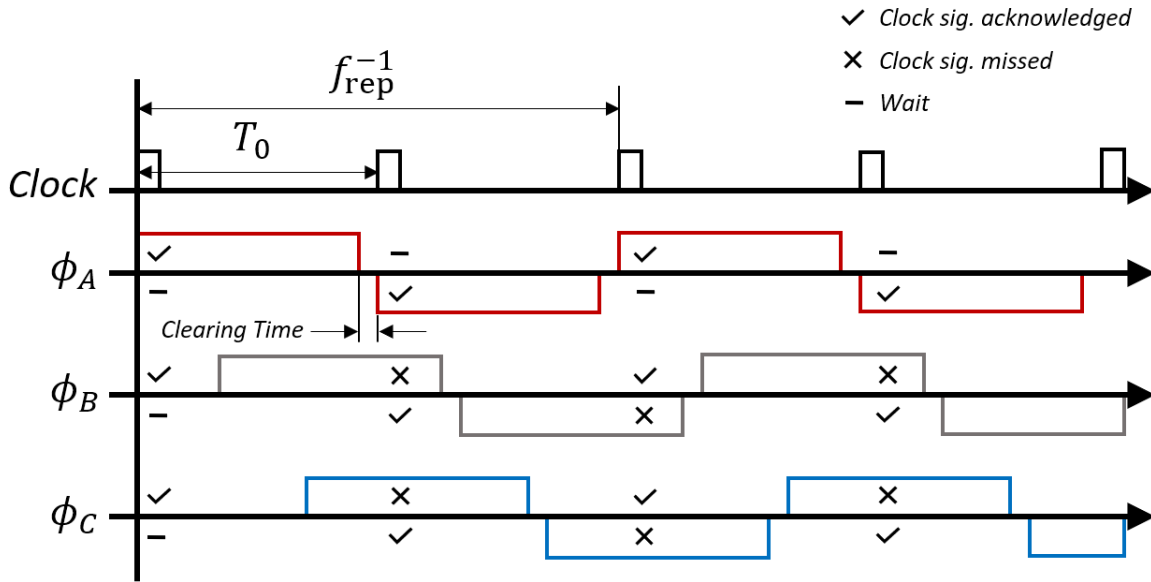 ✓ Clock sig. acknowledged
× Clock sig. missed
– Wait
f_rep^{-1}
T_0
Clock
ϕ_A
Clearing Time
ϕ_B
ϕ_C